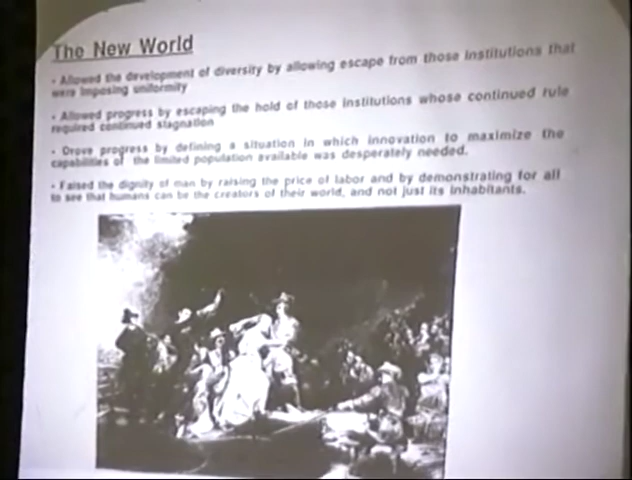 The New World
• Allowed the development of diversity by allowing escape from those institutions that
were imposing uniformity
• Allowed progress by escaping the hold of those institutions whose continued rule
required continued stagnation
• Drove progress by defining a situation in which innovation to maximize the
capabilities of the limited population available was desperately needed.
• Raised the dignity of man by raising the price of labor and by demonstrating for all
to see that humans can be the creators of their world, and not just its inhabitants.